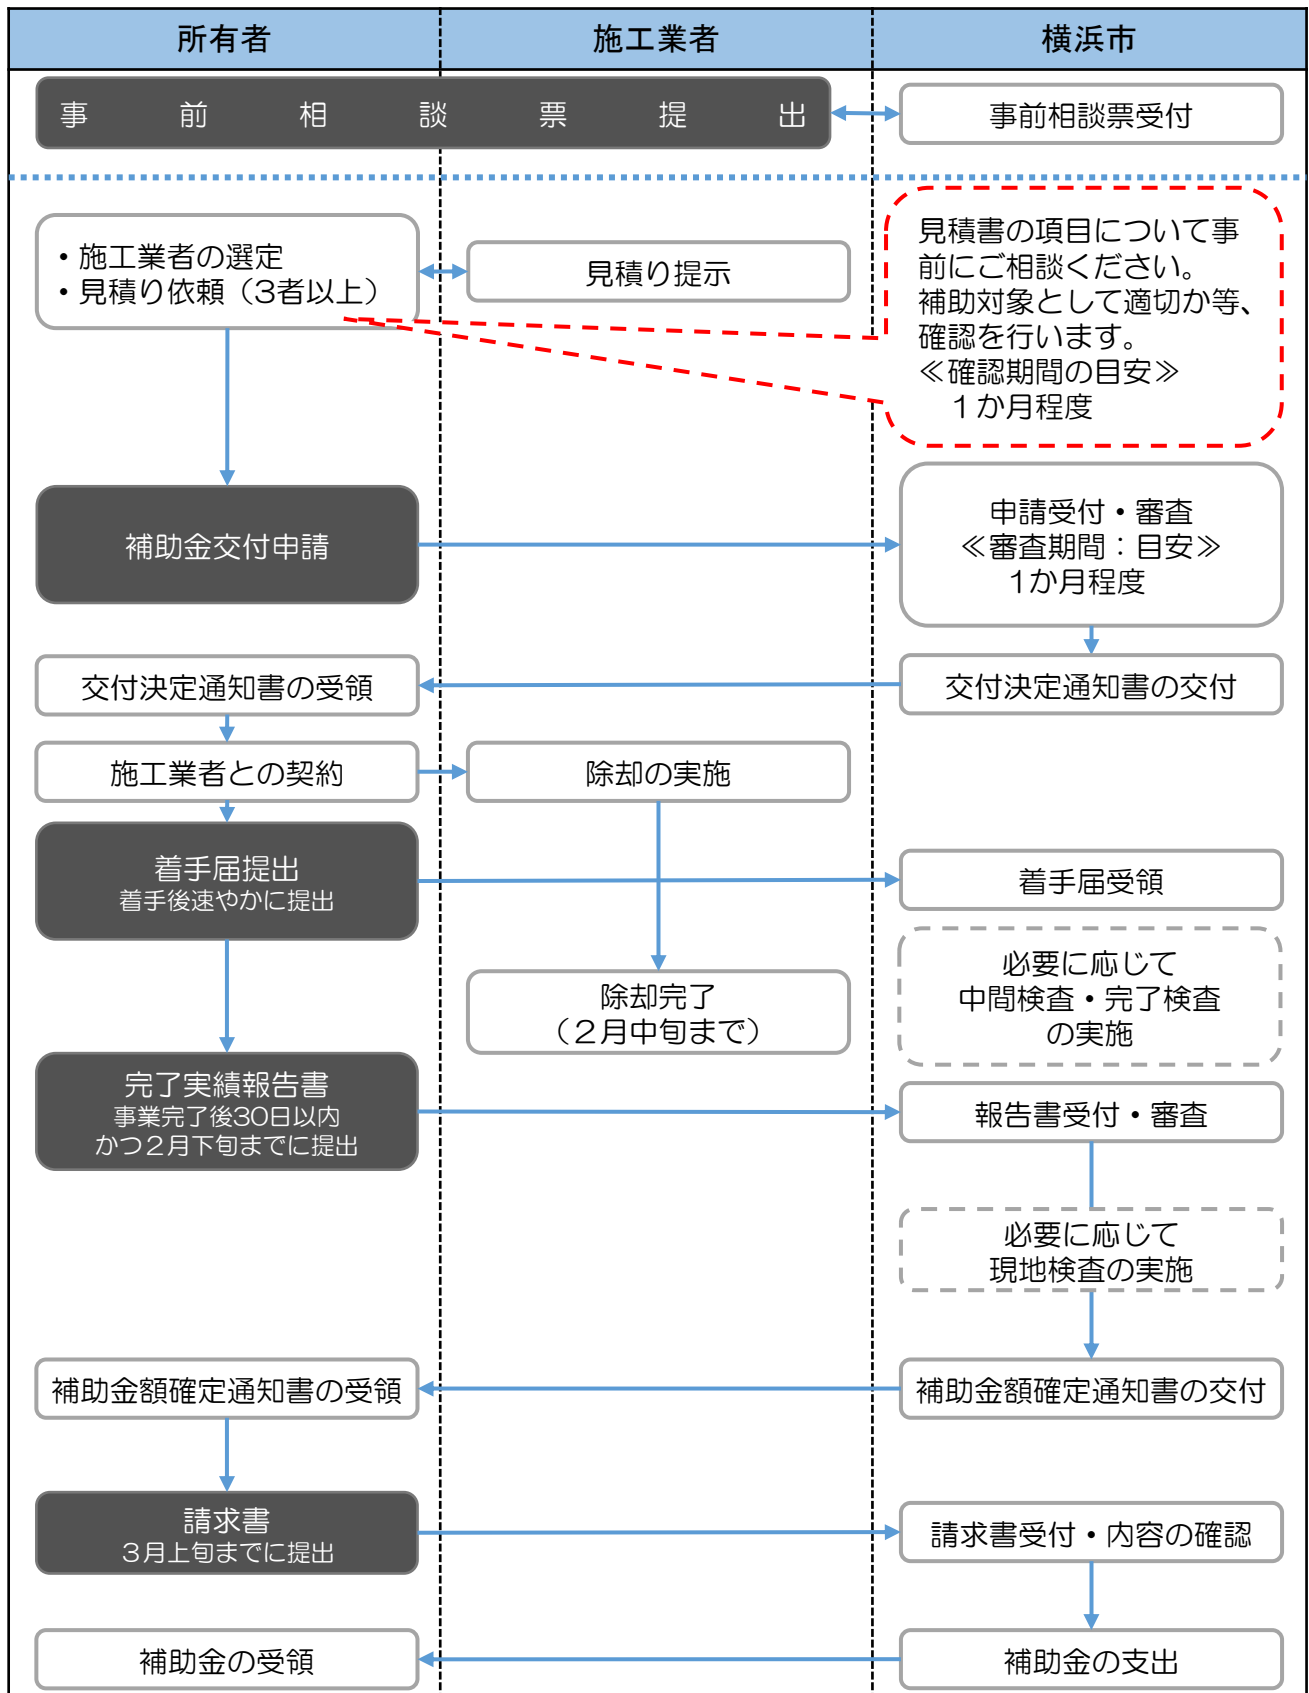 所有者
施工業者
横浜市
事前相談票提出
事前相談票受付
・施工業者の選定
・見積り依頼（3者以上）
見積り提示
見積書の項目について事
前にご相談ください。
補助対象として適切か等、
確認を行います。
≪確認期間の目安≫
１か月程度
補助金交付申請
申請受付・審査
≪審査期間：目安≫
1か月程度
交付決定通知書の受領
交付決定通知書の交付
施工業者との契約
除却の実施
着手届提出
着手後速やかに提出
着手届受領
除却完了
（２月中旬まで）
必要に応じて
中間検査・完了検査
の実施
完了実績報告書
事業完了後30日以内
かつ２月下旬までに提出
報告書受付・審査
必要に応じて
現地検査の実施
補助金額確定通知書の受領
補助金額確定通知書の交付
請求書
３月上旬までに提出
請求書受付・内容の確認
補助金の受領
補助金の支出